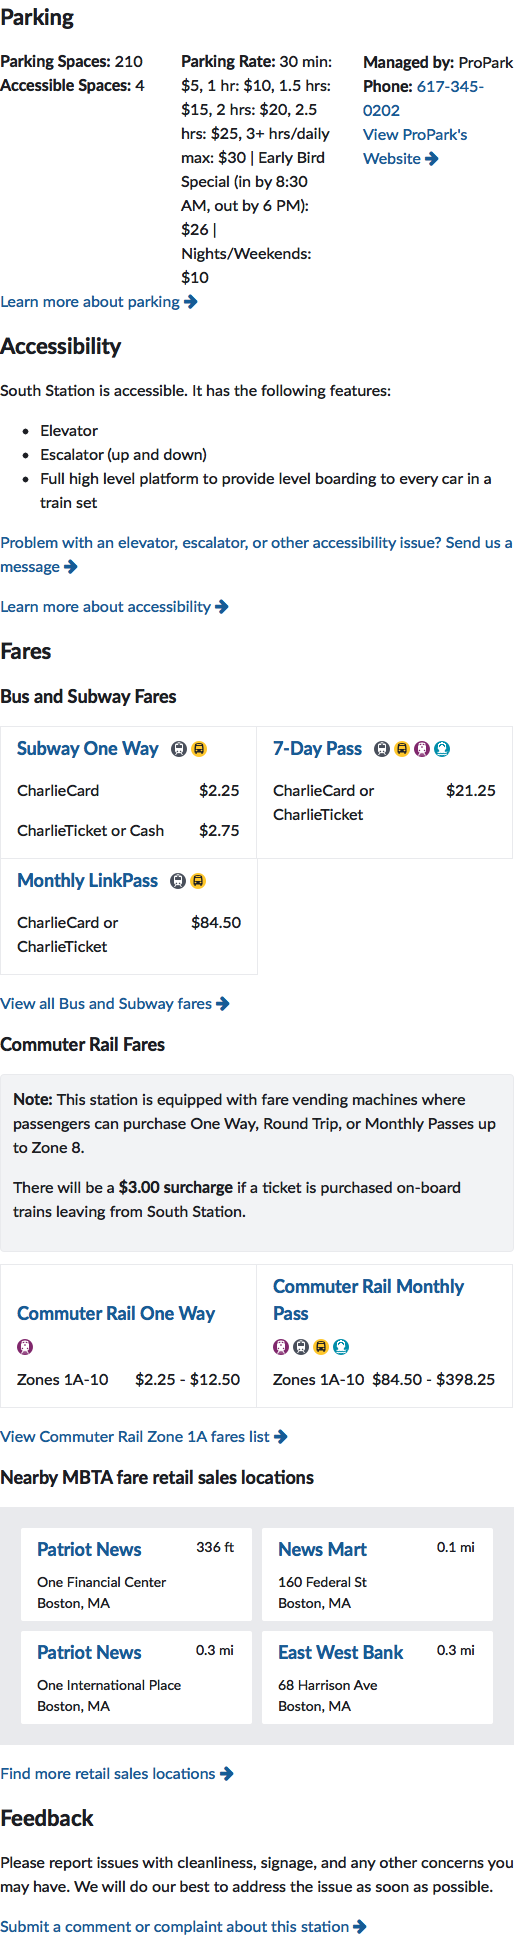 Parking
Parking Spaces: 210
Accessible Spaces: 4
Parking Rate: 30 min:
$5, 1 hr: $10, 1.5 hrs:
$15, 2 hrs: $20, 2.5
hrs: $25, 3+ hrs/daily
max: $30 | Early Bird
Special (in by 8:30
AM, out by 6 PM):
$26 |
Nights/Weekends:
$10
Managed by: ProPark
Phone: 617-345-
0202
View ProPark's
Website
Learn more about parking
Accessibility
South Station is accessible. It has the following features:
Elevator
Escalator (up and down)
Full high level platform to provide level boarding to every car in a
train set
Problem with an elevator, escalator, or other accessibility issue? Send us a
message
Learn more about accessibility
Fares
Bus and Subway Fares
Subway One Way
CharlieCard $2.25
CharlieTicket or Cash $2.75
7-Day Pass
CharlieCard or $21.25
CharlieTicket
Monthly LinkPass
CharlieCard or $84.50
CharlieTicket
View all Bus and Subway fares
Commuter Rail Fares
Note: This station is equipped with fare vending machines where
passengers can purchase One Way, Round Trip, or Monthly Passes up
to Zone 8.
There will be a $3.00 surcharge if a ticket is purchased on-board
trains leaving from South Station.
Commuter Rail One Way
Zones 1A-10 $2.25 - $12.50
Commuter Rail Monthly
Pass
Zones 1A-10 $84.50 - $398.25
View Commuter Rail Zone 1A fares list
Nearby MBTA fare retail sales locations
Patriot News 336 ft
One Financial Center
Boston, MA
News Mart 0.1 mi
160 Federal St
Boston, MA
Patriot News 0.3 mi
One International Place
Boston, MA
East West Bank 0.3 mi
68 Harrison Ave
Boston, MA
Find more retail sales locations
Feedback
Please report issues with cleanliness, signage, and any other concerns you
may have. We will do our best to address the issue as soon as possible.
Submit a comment or complaint about this station